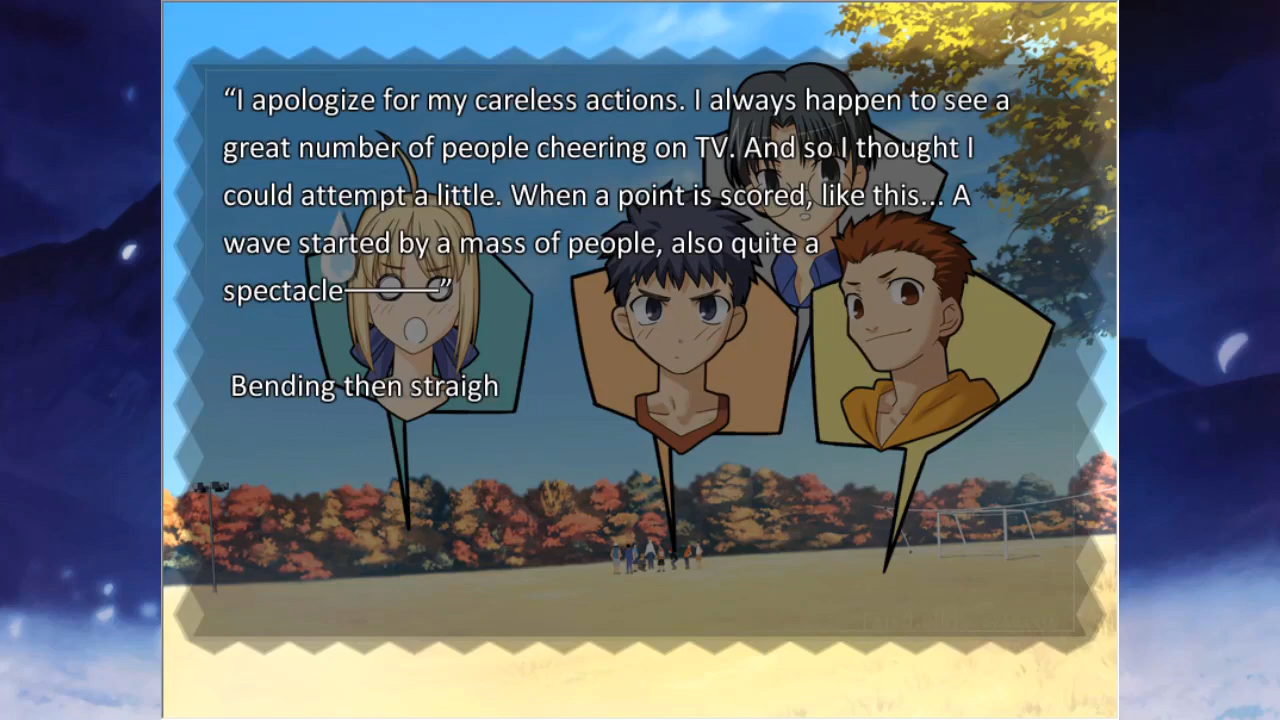 “I apologize for my careless actions. I always happen to see a
great number of people cheering on TV. And so I thought I
could attempt a little. When a point is scored, like this... A
wave started by a mass of people, also quite a
spectacle————”
Bending then straigh